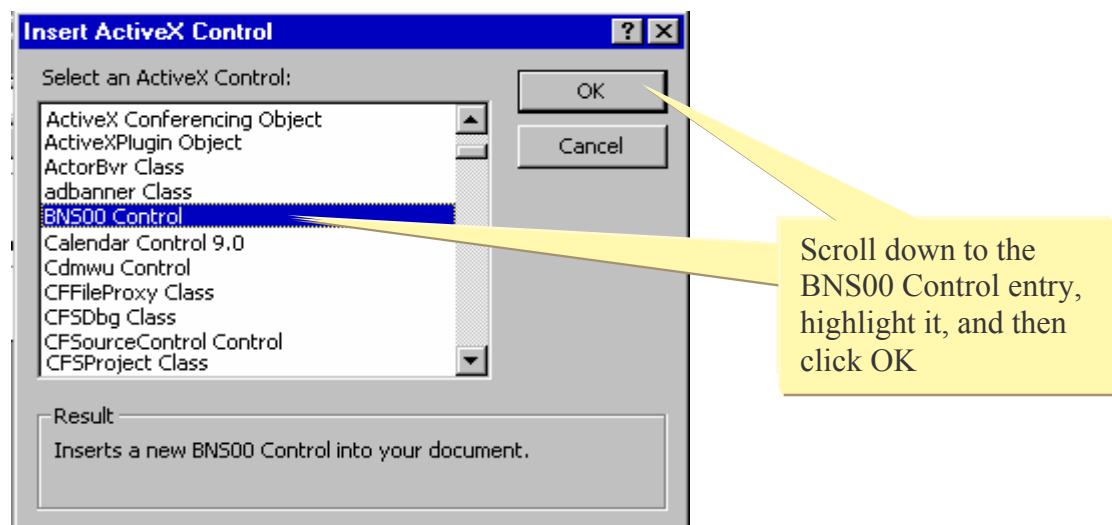 Insert ActiveX Control
Select an ActiveX Control:
OK
Cancel
ActiveX Conferencing Object
ActiveXPlugin Object
ActorBvr Class
adbanner Class
BNS00 Control
Calendar Control 9.0
Cdmwu Control
CFFileProxy Class
CFSDbg Class
CFSourceControl Control
CFSProject Class
Result
Inserts a new BNS00 Control into your document.
Scroll down to the
BNS00 Control entry,
highlight it, and then
click OK